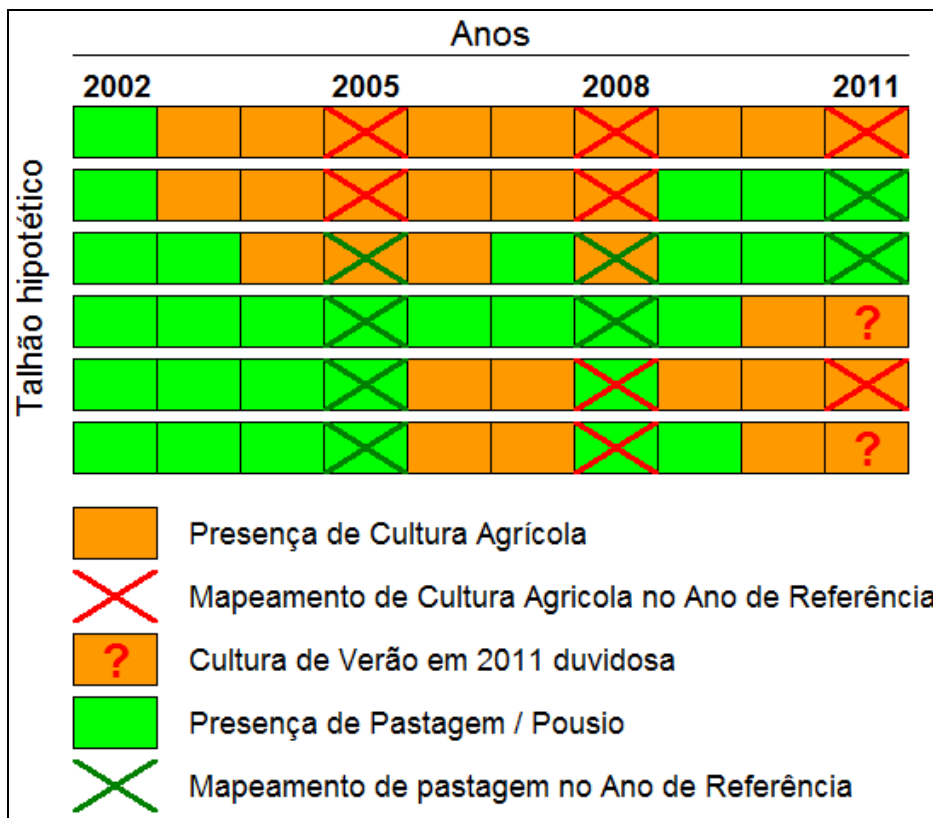 Anos
2002 2005 2008 2011
Talhão hipotético
?
?
Presença de Cultura Agrícola
Mapeamento de Cultura Agricola no Ano de Referência
? Cultura de Verão em 2011 duvidosa
Presença de Pastagem / Pousio
Mapeamento de pastagem no Ano de Referência